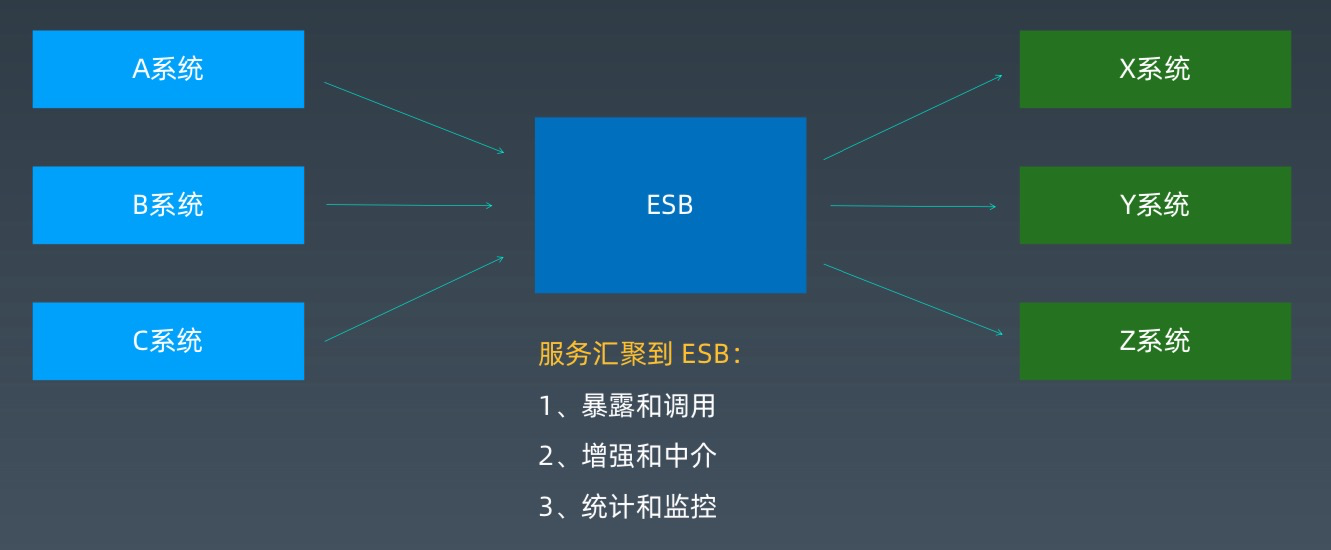 A系统
B系统
C系统
ESB
X系统
Y系统
Z系统
服务汇聚到 ESB：
1、暴露和调用
2、增强和中介
3、统计和监控